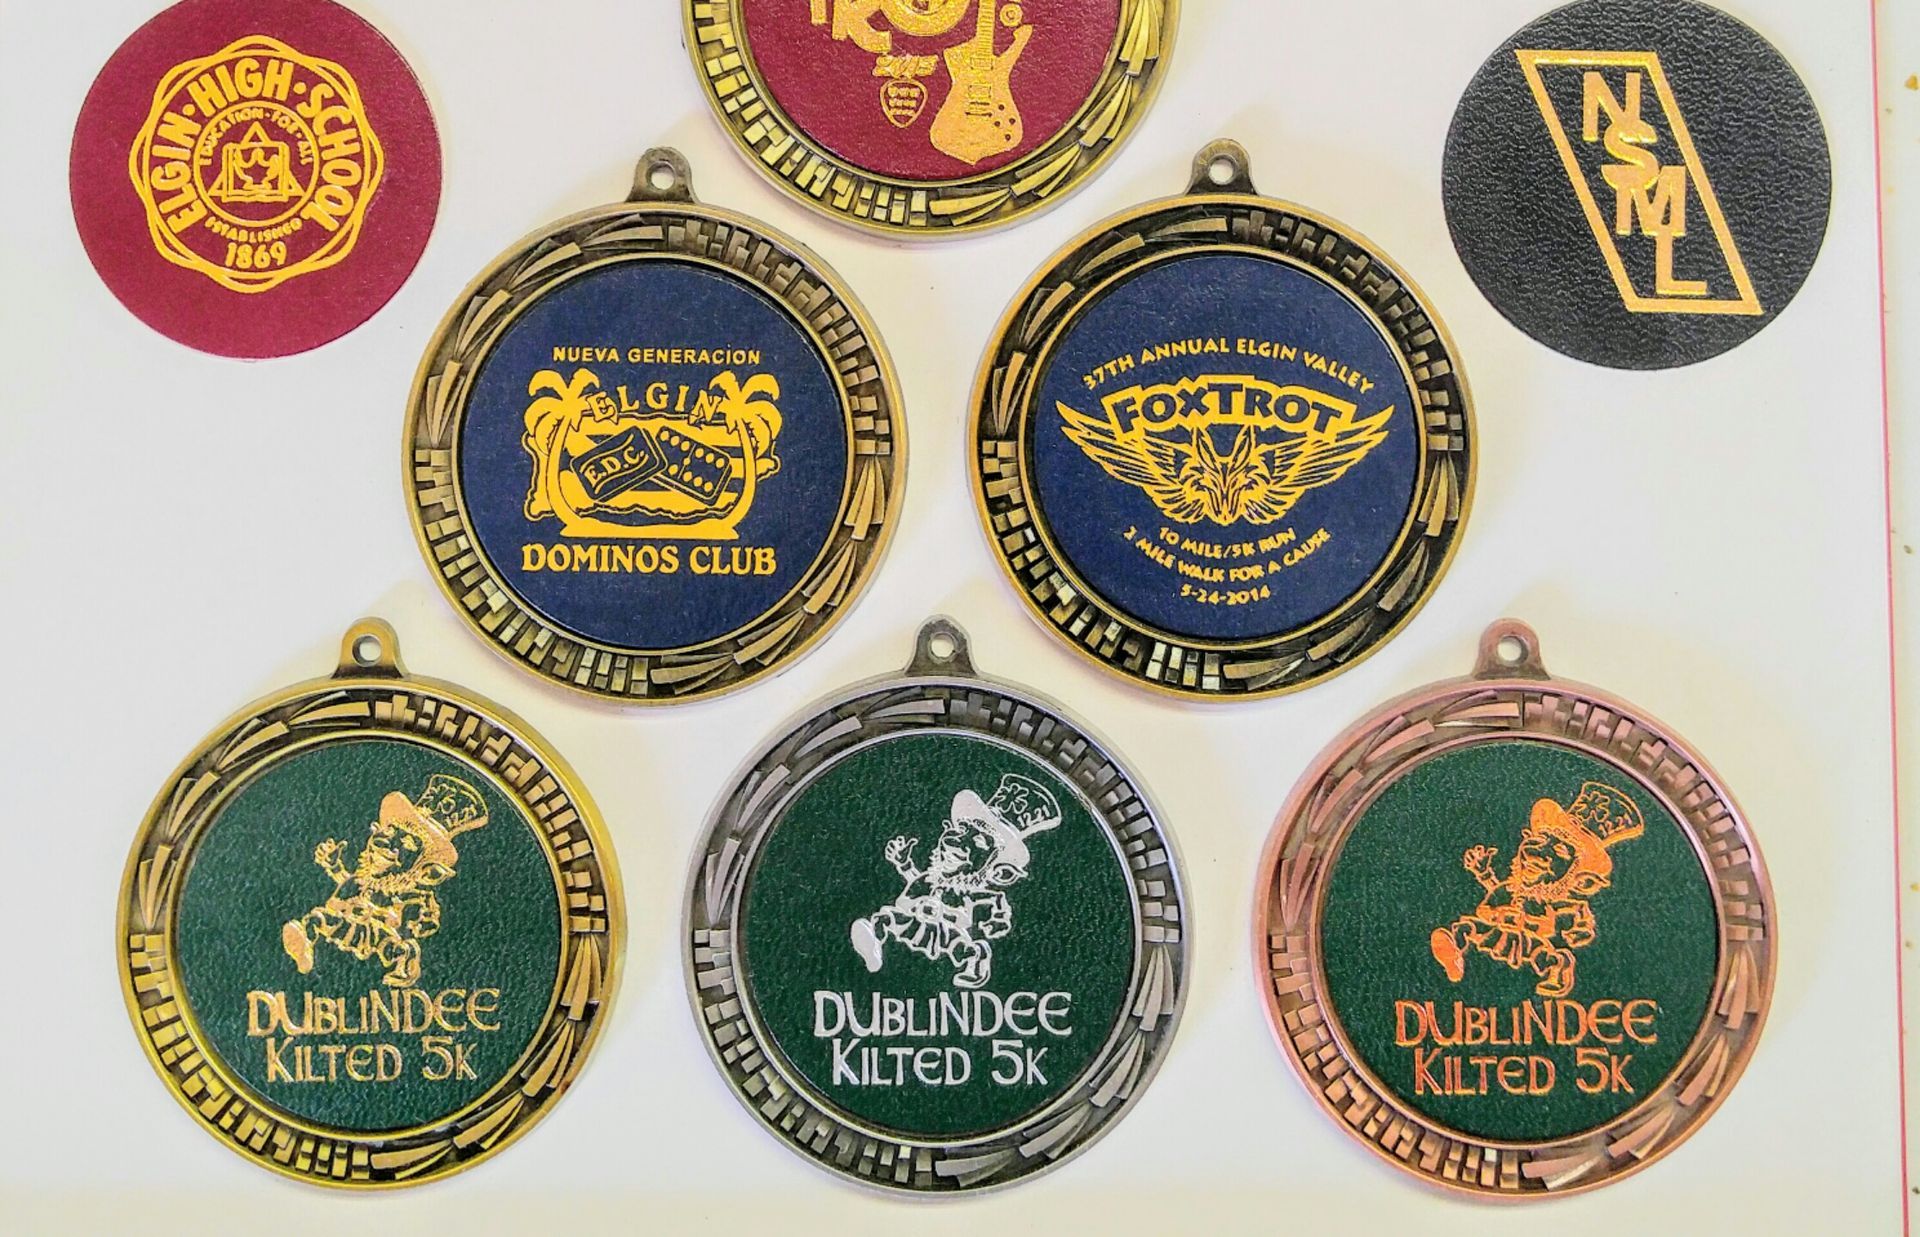 ELGIN · HIGH · SCHOOL
EDUCATION · FOR · ALL
ESTABLISHED
1869
2015
N
S
M
L
NUEVA GENERACION
ELGIN
E.D.C.
DOMINOS CLUB
37TH ANNUAL ELGIN VALLEY
FOXTROT
10 MILE/5K RUN
2 MILE WALK FOR A CAUSE
5-24-2014
DUBLINDEE
KILTED 5K
DUBLINDEE
KILTED 5K
DUBLINDEE
KILTED 5K